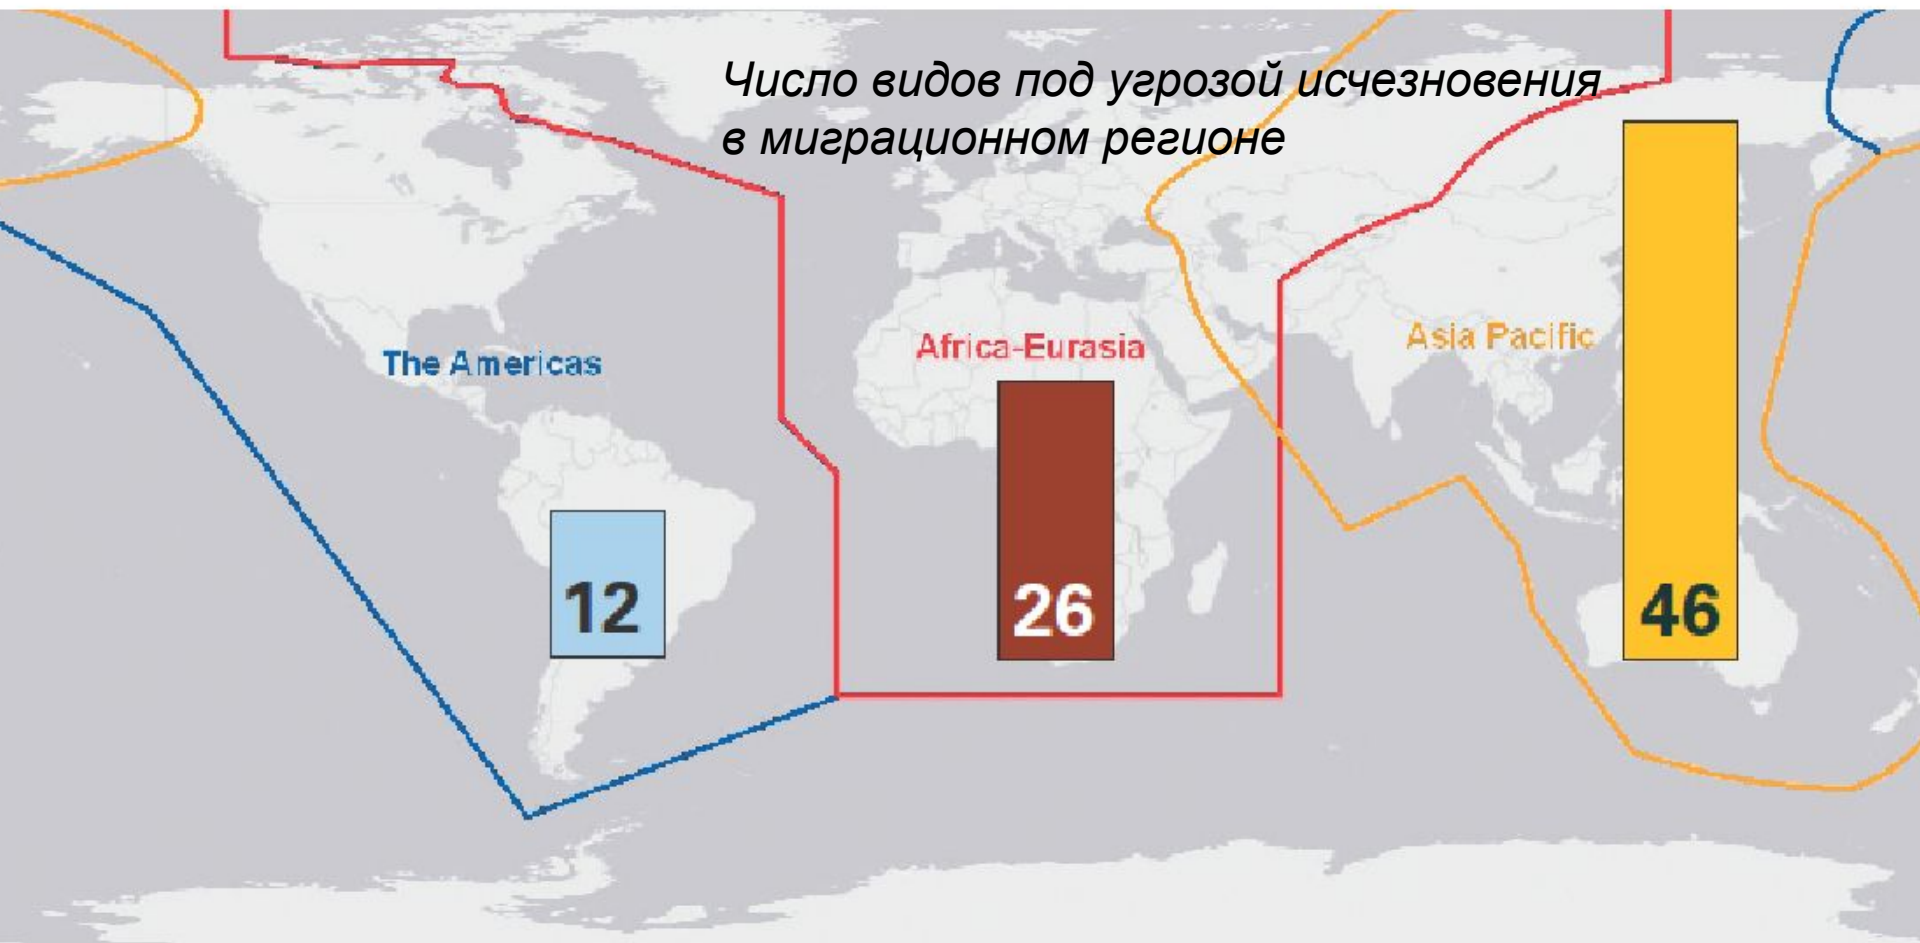 Число видов под угрозой исчезновения
в миграционном регионе
The Americas
Africa-Eurasia
Asia Pacific
12
26
46